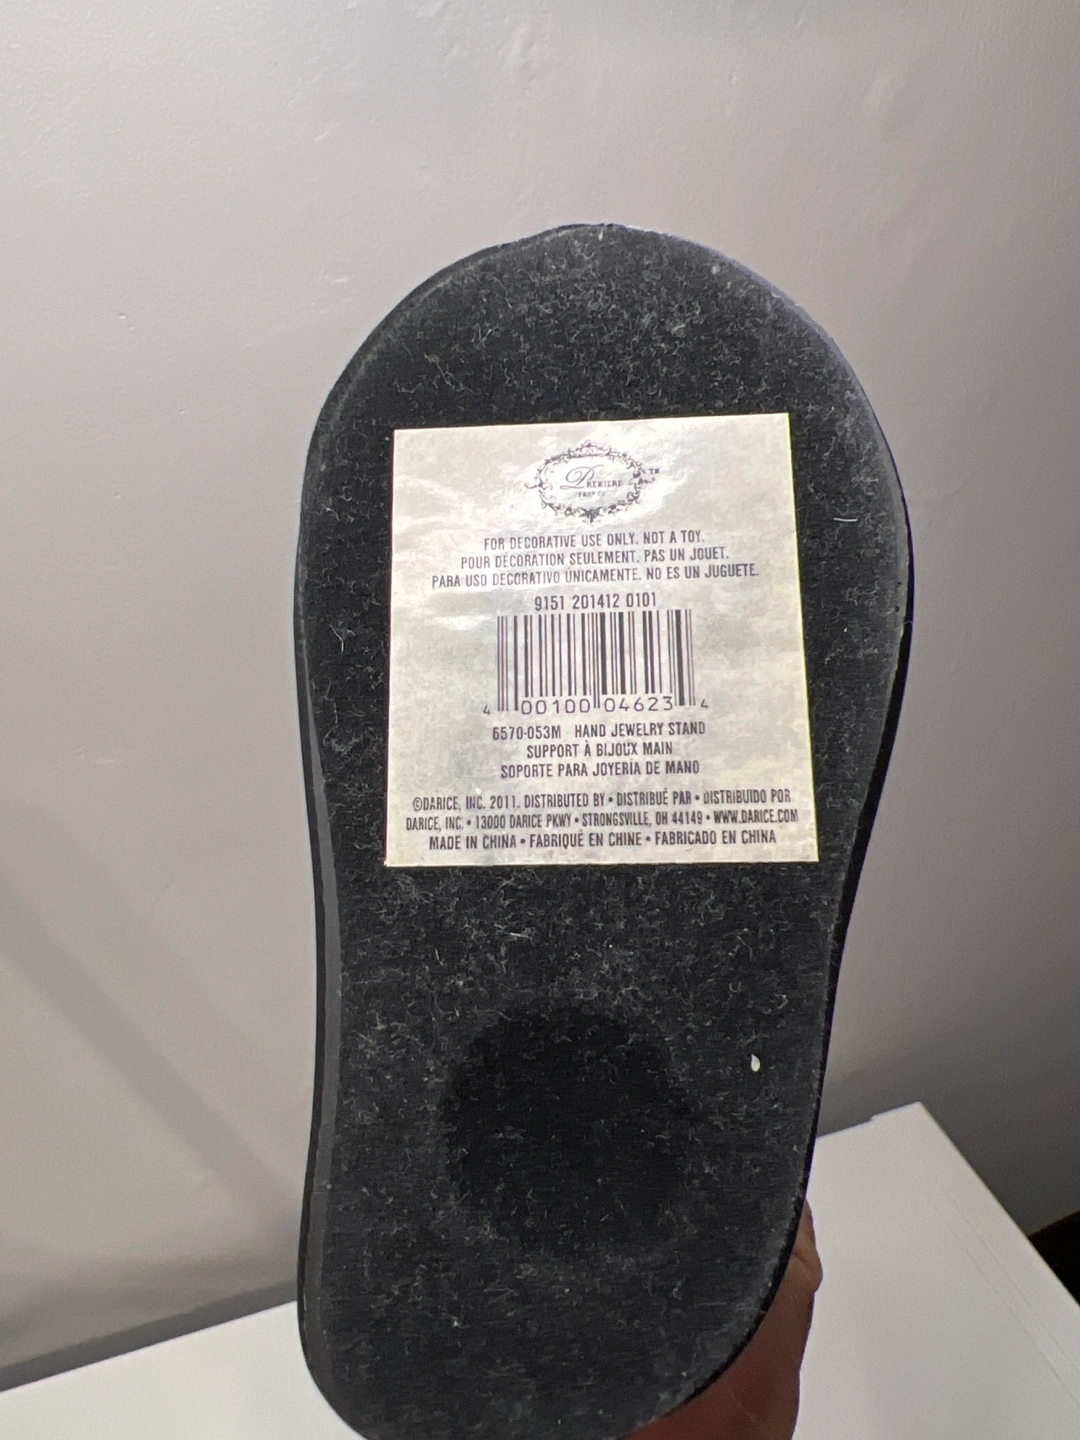 PREMIERE
™
FOR DECORATIVE USE ONLY. NOT A TOY.
POUR DÉCORATION SEULEMENT. PAS UN JOUET.
PARA USO DECORATIVO ÚNICAMENTE. NO ES UN JUGUETE.
9151 201412 0101
4 00100 04623 4
6570-053M HAND JEWELRY STAND
SUPPORT À BIJOUX MAIN
SOPORTE PARA JOYERÍA DE MANO
©DARICE, INC. 2011. DISTRIBUTED BY • DISTRIBUÉ PAR • DISTRIBUIDO POR
DARICE, INC. • 13000 DARICE PKWY • STRONGSVILLE, OH 44149 • WWW.DARICE.COM
MADE IN CHINA • FABRIQUÉ EN CHINE • FABRICADO EN CHINA